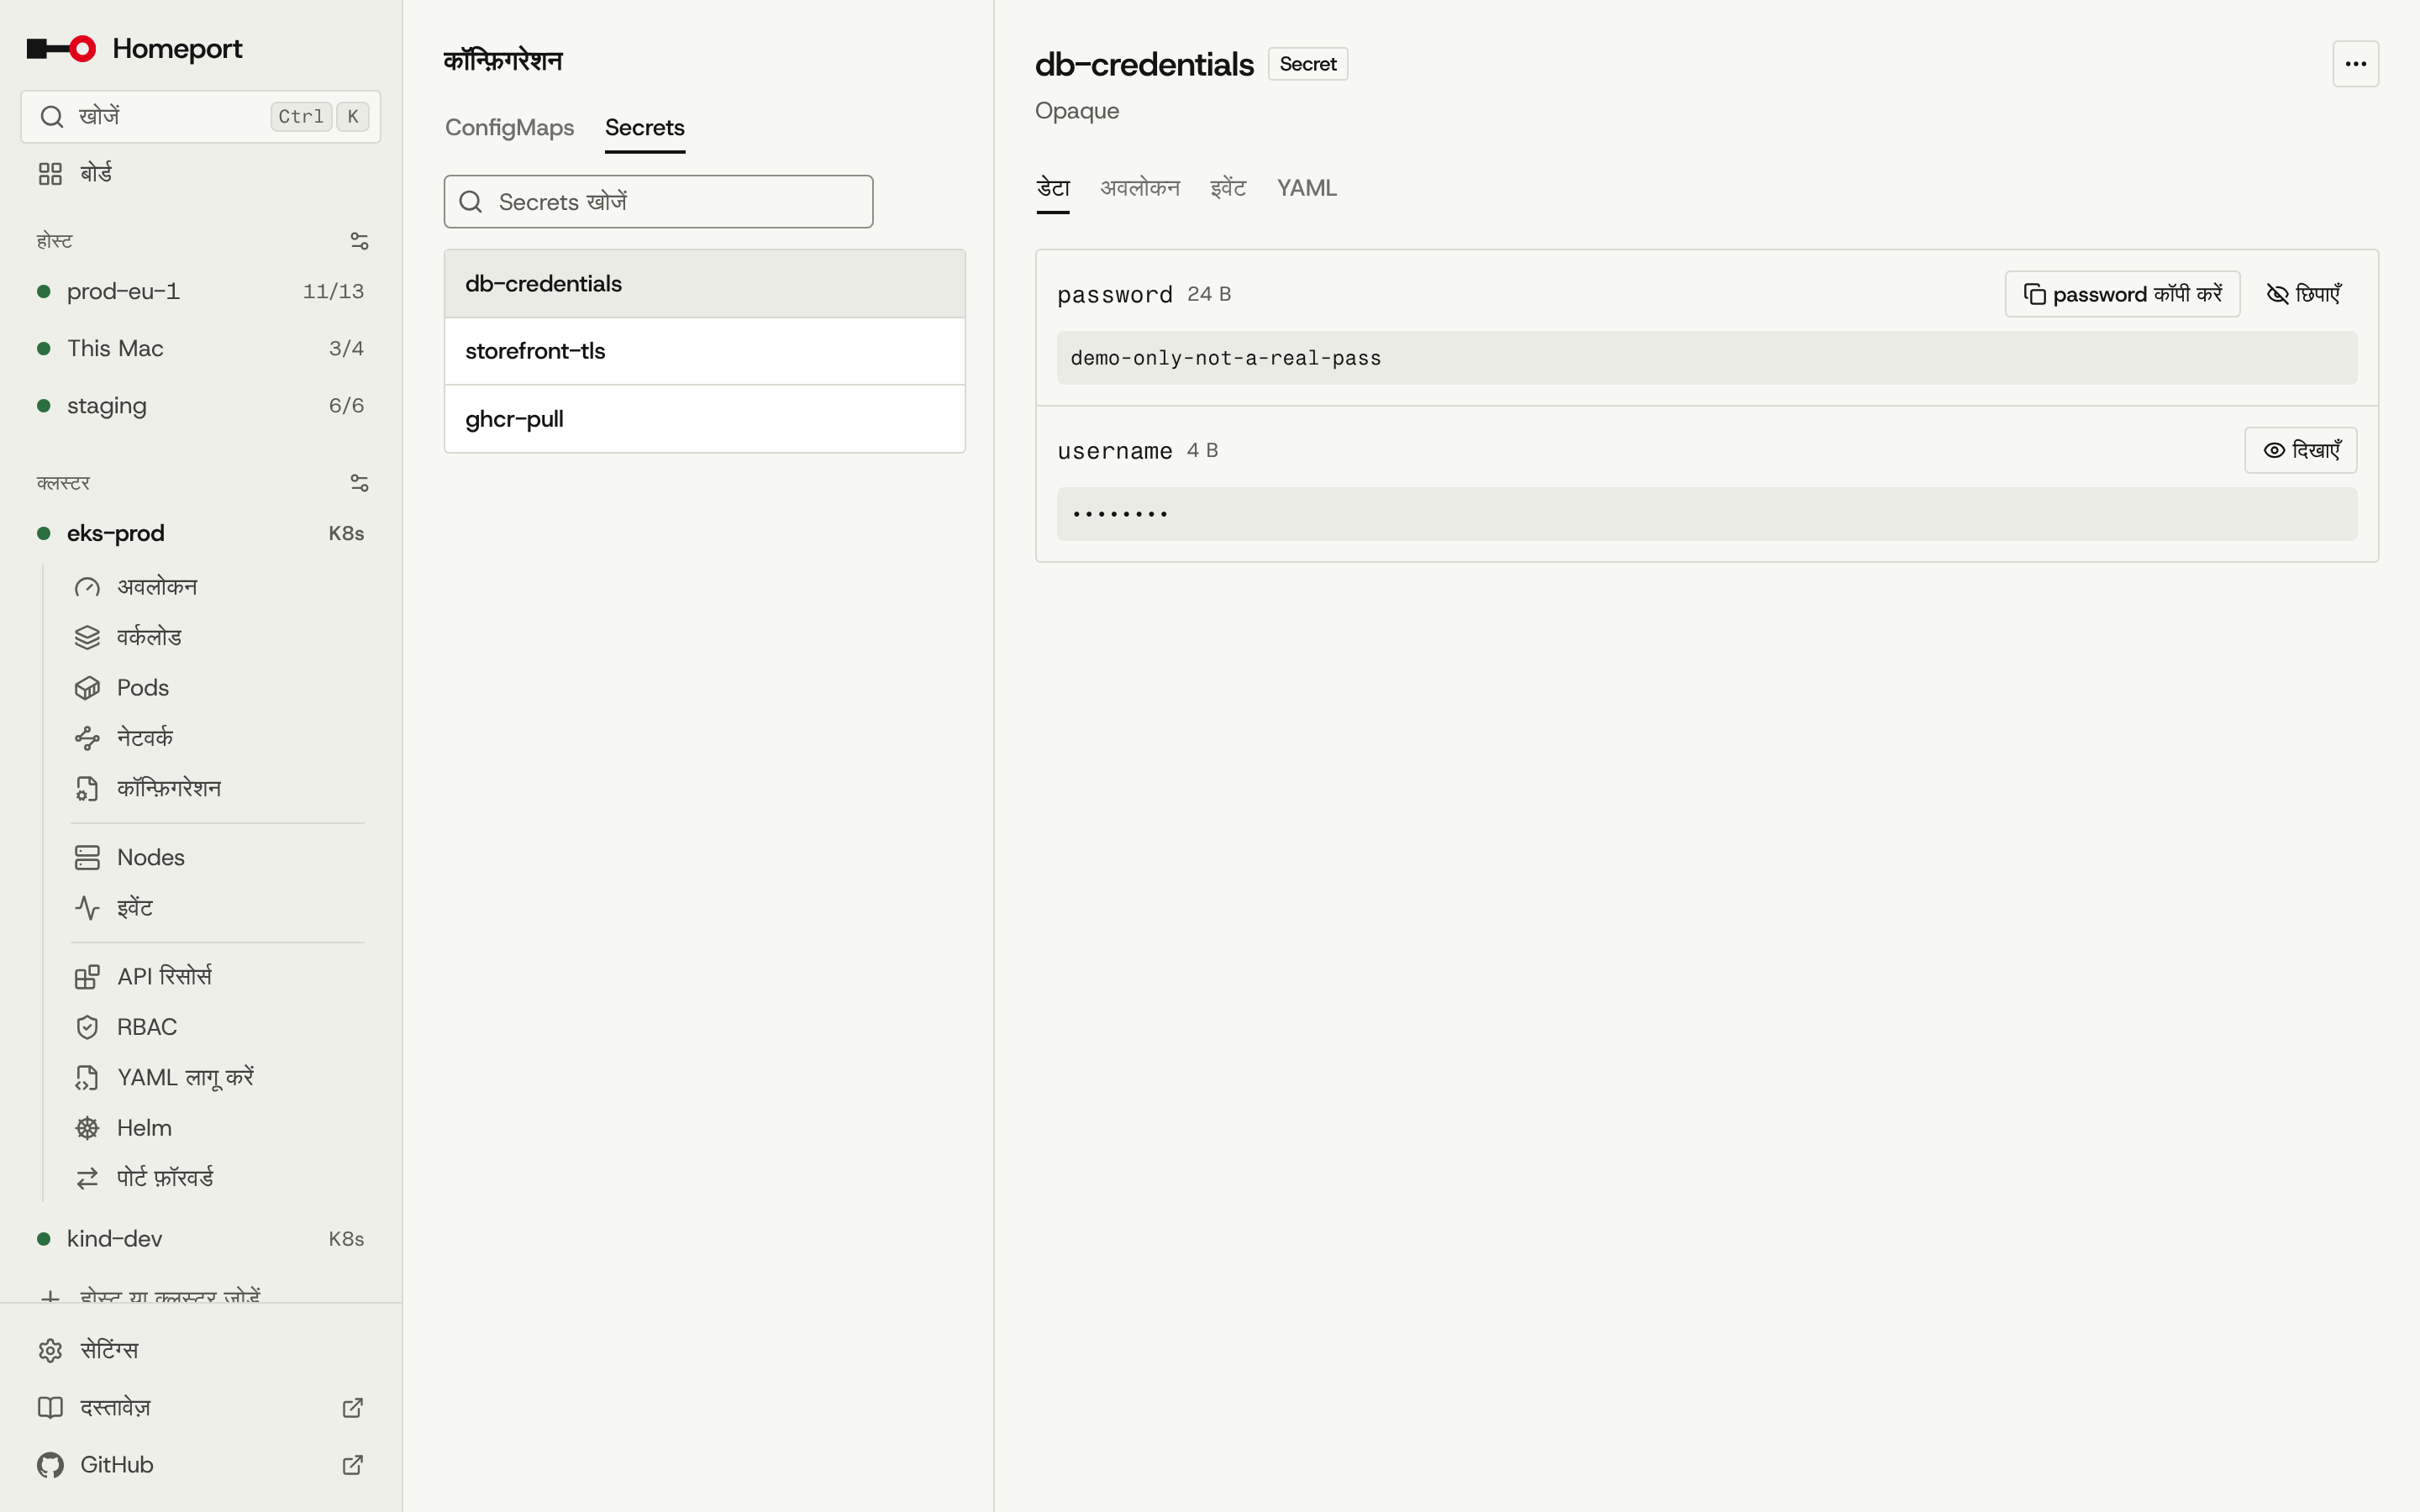 Homeport
खोजें Ctrl K
बोर्ड
होस्ट
prod-eu-1 11/13
This Mac 3/4
staging 6/6
क्लस्टर
eks-prod K8s
अवलोकन
वर्कलोड
Pods
नेटवर्क
कॉन्फ़िगरेशन
Nodes
इवेंट
API रिसोर्स
RBAC
YAML लागू करें
Helm
पोर्ट फ़ॉरवर्ड
kind-dev K8s
होस्ट या क्लस्टर जोड़ें
सेटिंग्स
दस्तावेज़
GitHub
कॉन्फ़िगरेशन
ConfigMaps Secrets
Secrets खोजें
db-credentials
storefront-tls
ghcr-pull
db-credentials Secret
Opaque
डेटा अवलोकन इवेंट YAML
password 24 B password कॉपी करें छिपाएँ
demo-only-not-a-real-pass
username 4 B दिखाएँ
••••••••